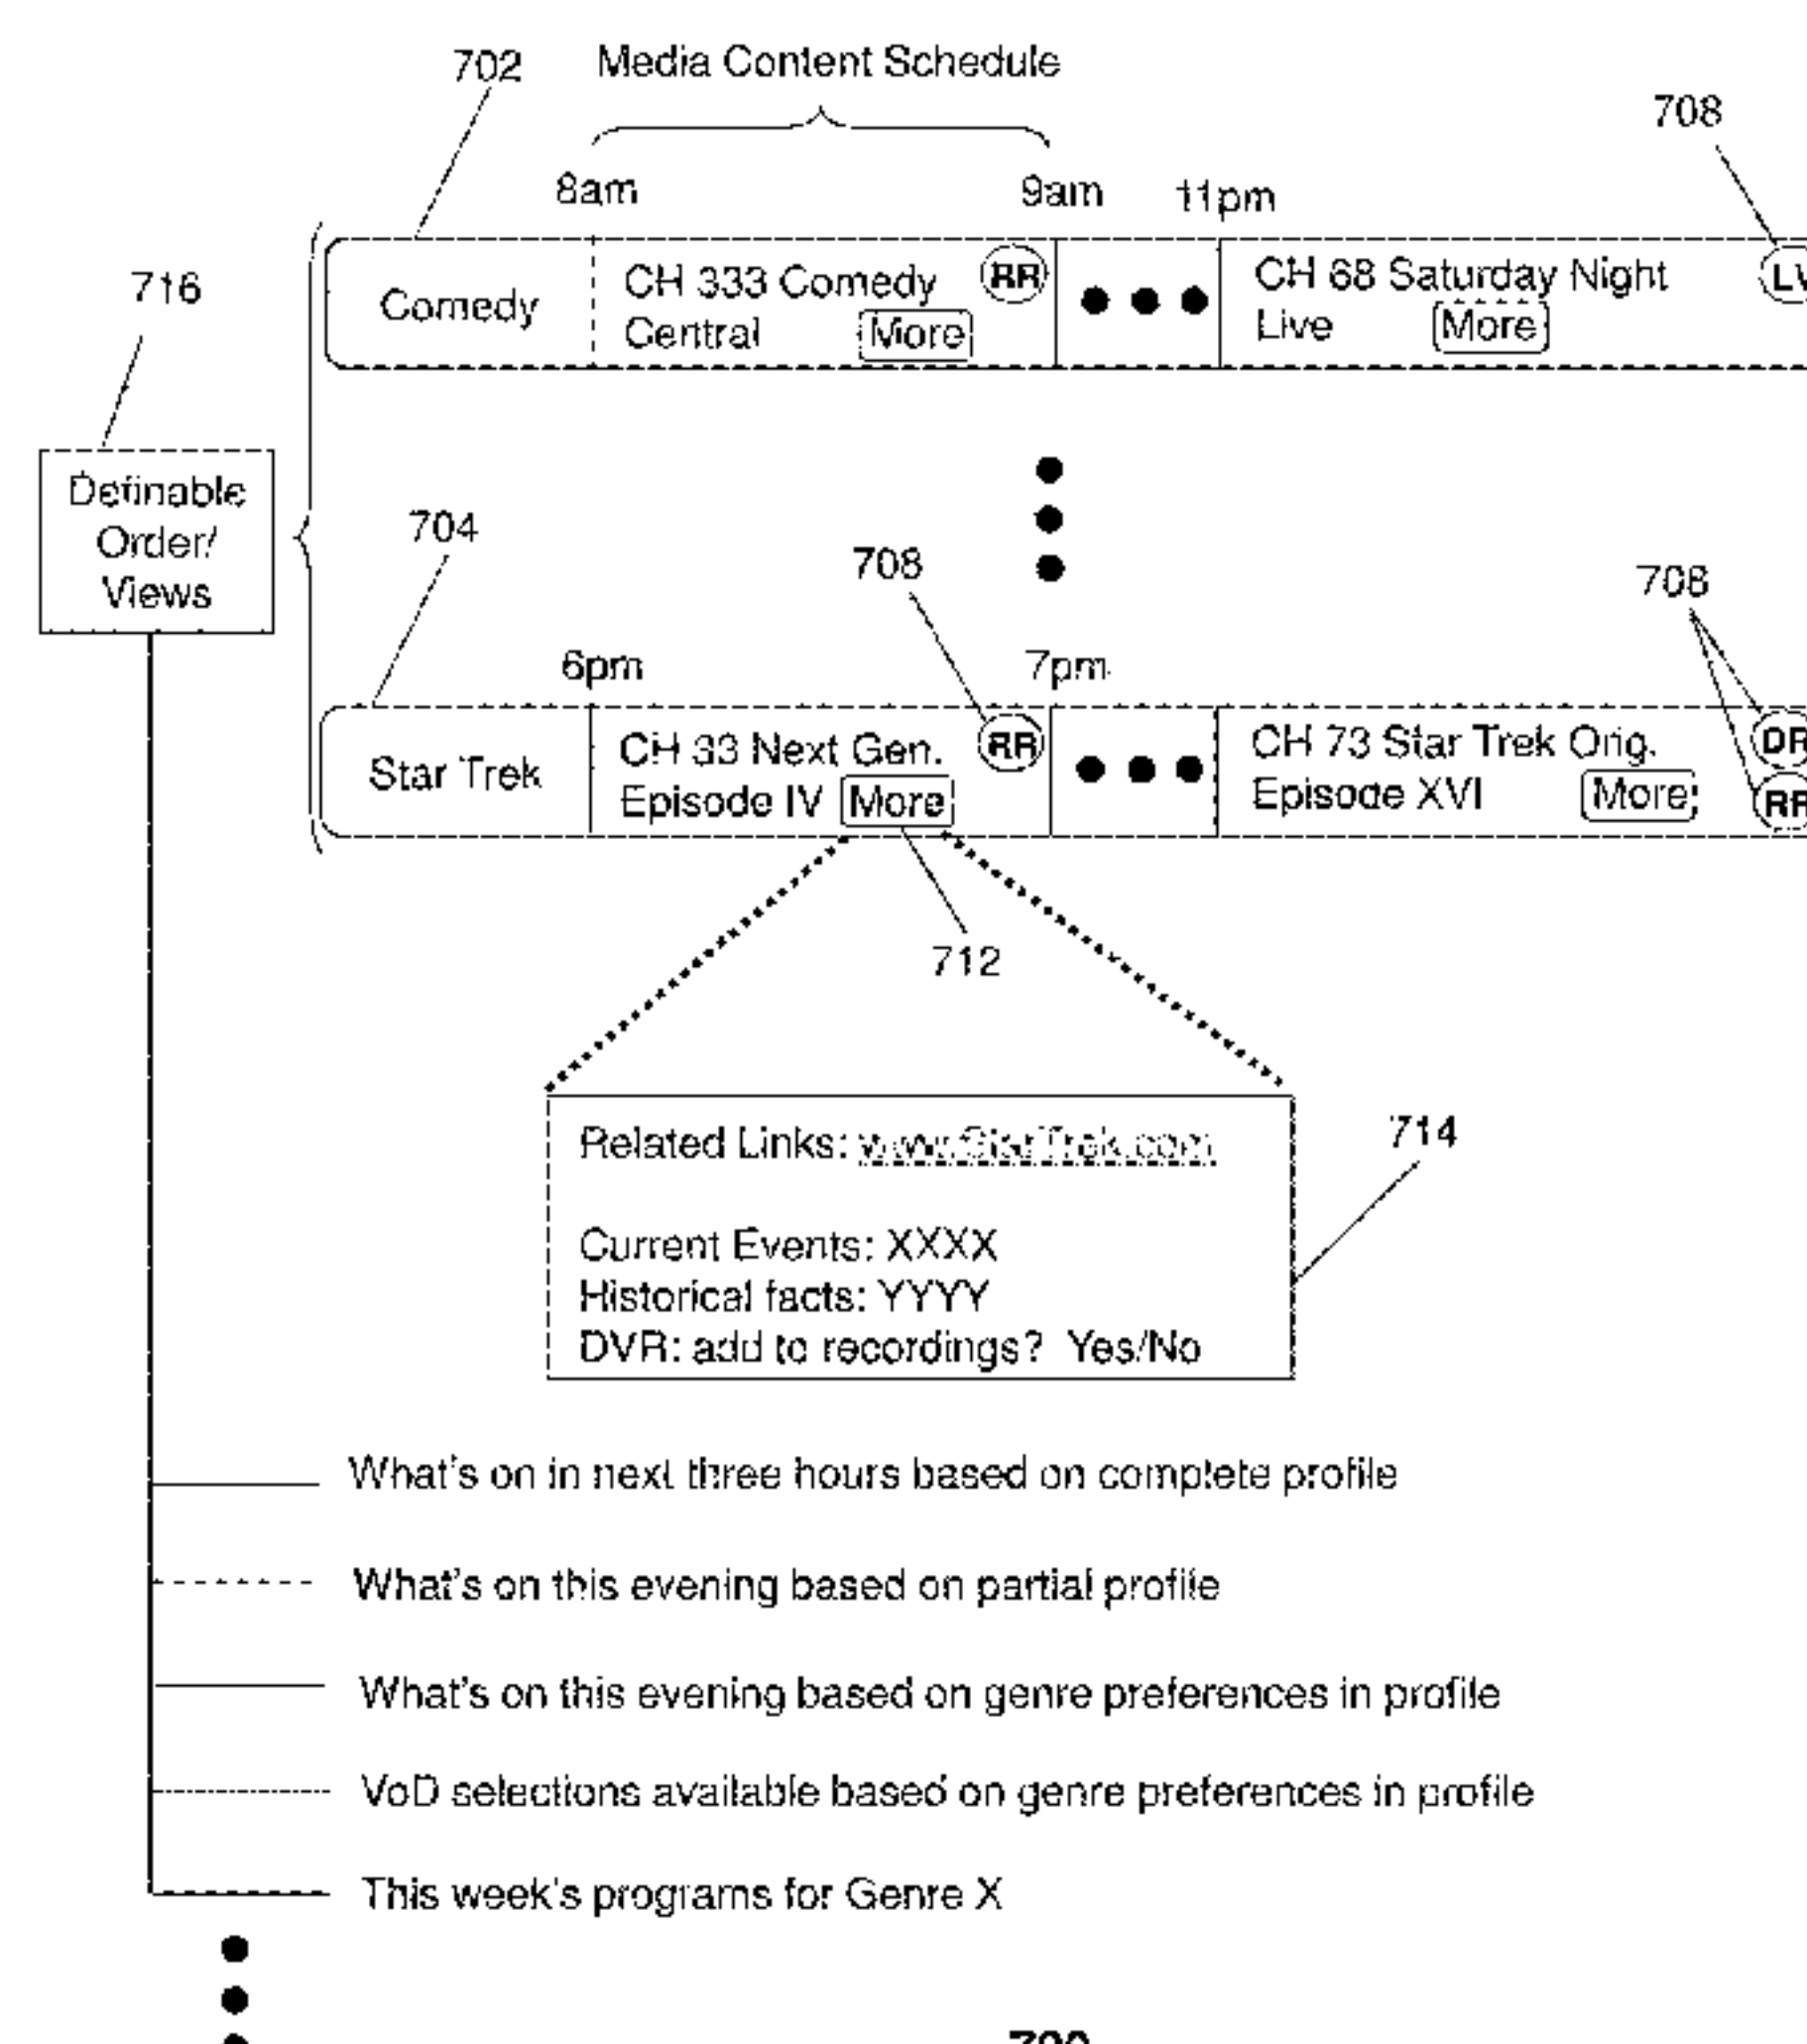 702
Media Content Schedule
708
8am
9am
11pm
716
Comedy
CH 333 Comedy
Central
More
RR
CH 68 Saturday Night
Live
More
Definable
Order/
Views
704
708
708
6pm
7pm
Star Trek
CH 33 Next Gen.
Episode IV
More
RR
CH 73 Star Trek Orig.
Episode XVI
More
RR
712
714
Related Links: www.StarTrek.com
Current Events: XXXX
Historical facts: YYYY
DVR: add to recordings? Yes/No
What's on in next three hours based on complete profile
What's on this evening based on partial profile
What's on this evening based on genre preferences in profile
VoD selections available based on genre preferences in profile
This week's programs for Genre X